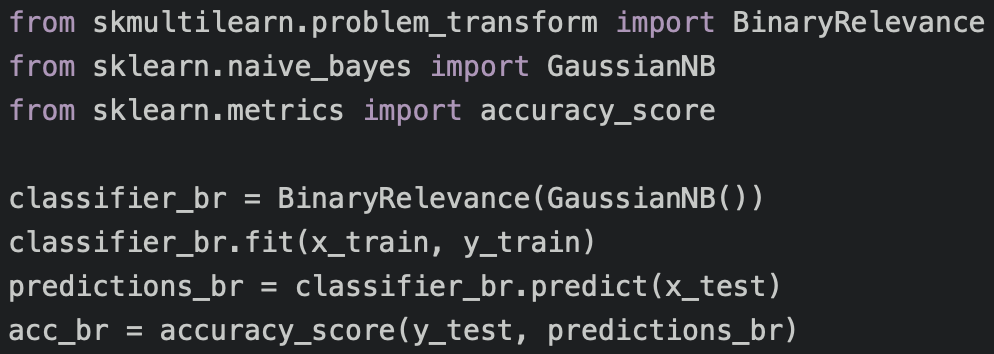 from skmultilearn.problem_transform import BinaryRelevance
from sklearn.naive_bayes import GaussianNB
from sklearn.metrics import accuracy_score

classifier_br = BinaryRelevance(GaussianNB())
classifier_br.fit(x_train, y_train)
predictions_br = classifier_br.predict(x_test)
acc_br = accuracy_score(y_test, predictions_br)